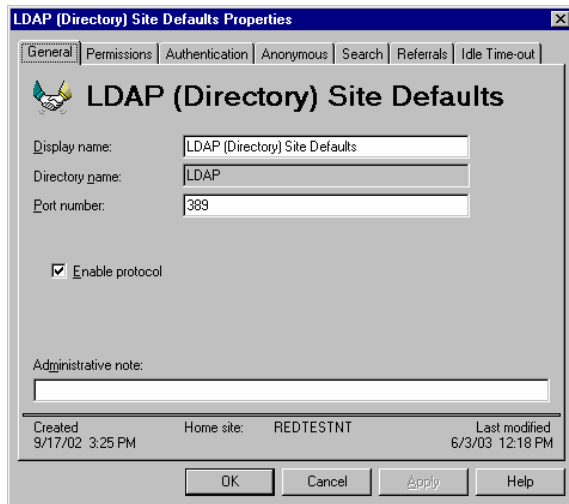 LDAP (Directory) Site Defaults Properties
General Permissions Authentication Anonymous Search Referrals Idle Time-out
LDAP (Directory) Site Defaults
Display name: LDAP (Directory) Site Defaults
Directory name: LDAP
Port number: 389
Enable protocol
Administrative note:
Created Home site: REDTESTNT Last modified
9/17/02 3:25 PM 6/3/03 12:18 PM
OK Cancel Apply Help